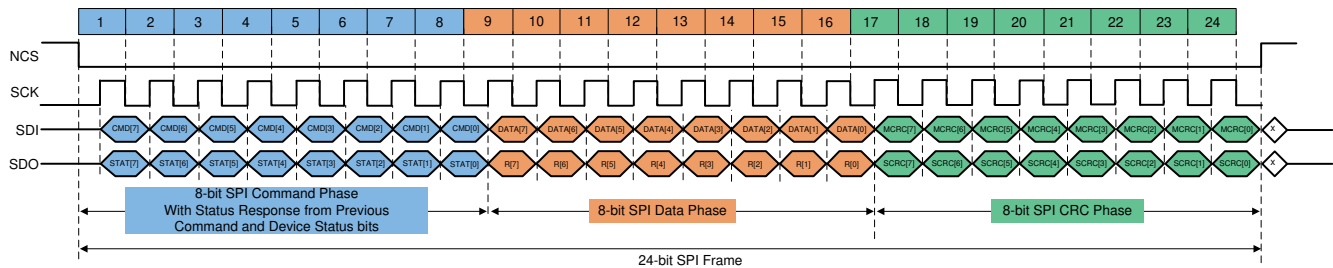 1 2 3 4 5 6 7 8 9 10 11 12 13 14 15 16 17 18 19 20 21 22 23 24
NCS
SCK
SDI CMD[7] CMD[6] CMD[5] CMD[4] CMD[3] CMD[2] CMD[1] CMD[0] DATA[7] DATA[6] DATA[5] DATA[4] DATA[3] DATA[2] DATA[1] DATA[0] MCRC[7] MCRC[6] MCRC[5] MCRC[4] MCRC[3] MCRC[2] MCRC[1] MCRC[0] X
SDO STAT[7] STAT[6] STAT[5] STAT[4] STAT[3] STAT[2] STAT[1] STAT[0] R[7] R[6] R[5] R[4] R[3] R[2] R[1] R[0] SCRC[7] SCRC[6] SCRC[5] SCRC[4] SCRC[3] SCRC[2] SCRC[1] SCRC[0] X
8-bit SPI Command Phase
With Status Response from Previous
Command and Device Status bits
8-bit SPI Data Phase
8-bit SPI CRC Phase
24-bit SPI Frame